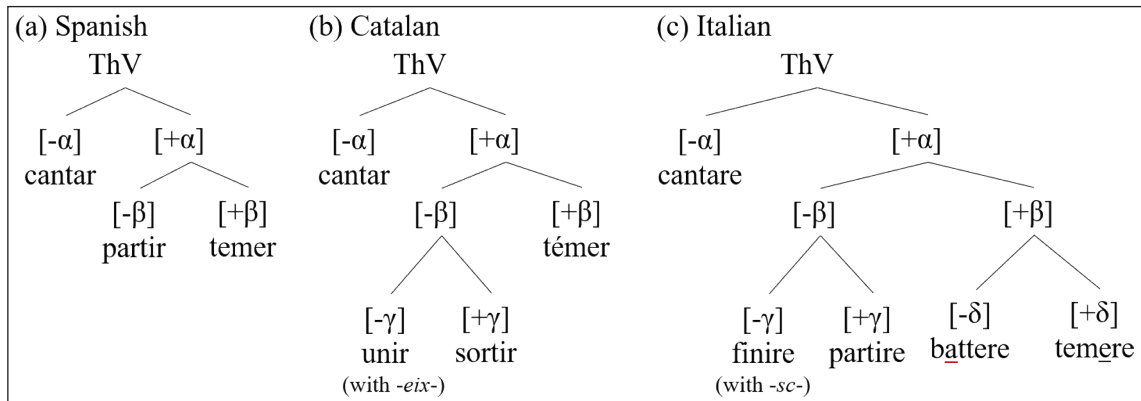 (a) Spanish (b) Catalan (c) Italian
ThV ThV ThV
[-α] [+α] [-α] [+α] [-α] [+α]
cantar cantar cantare
[-β] [+β] [-β] [+β] [-β] [+β]
partir temer témer
[-γ] [+γ] [-γ] [+γ] [-δ] [+δ]
unir sortir finire partire battere temere
(with -eix-) (with -sc-)